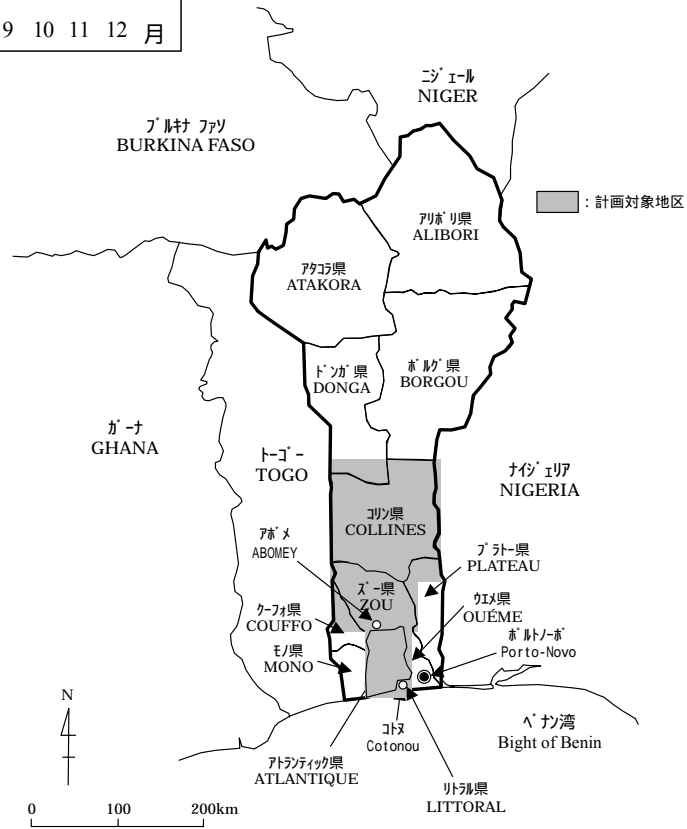 9 10 11 12 月
ニジェール
NIGER
ブルキナ ファソ
BURKINA FASO
：計画対象地区
アリボリ県
ALIBORI
アタコラ県
ATAKORA
ドンガ県
DONGA
ボルグ県
BORGOU
ガーナ
GHANA
トーゴー
TOGO
ナイジェリア
NIGERIA
コリン県
COLLINES
アボメ
ABOMEY
プラトー県
PLATEAU
ズー県
ZOU
ウエメ県
OUÉME
クーフォ県
COUFFO
ポルトノーボ
Porto-Novo
モノ県
MONO
N
コトヌ
Cotonou
ベナン湾
Bight of Benin
アトランティック県
ATLANTIQUE
リトラル県
LITTORAL
0 100 200km